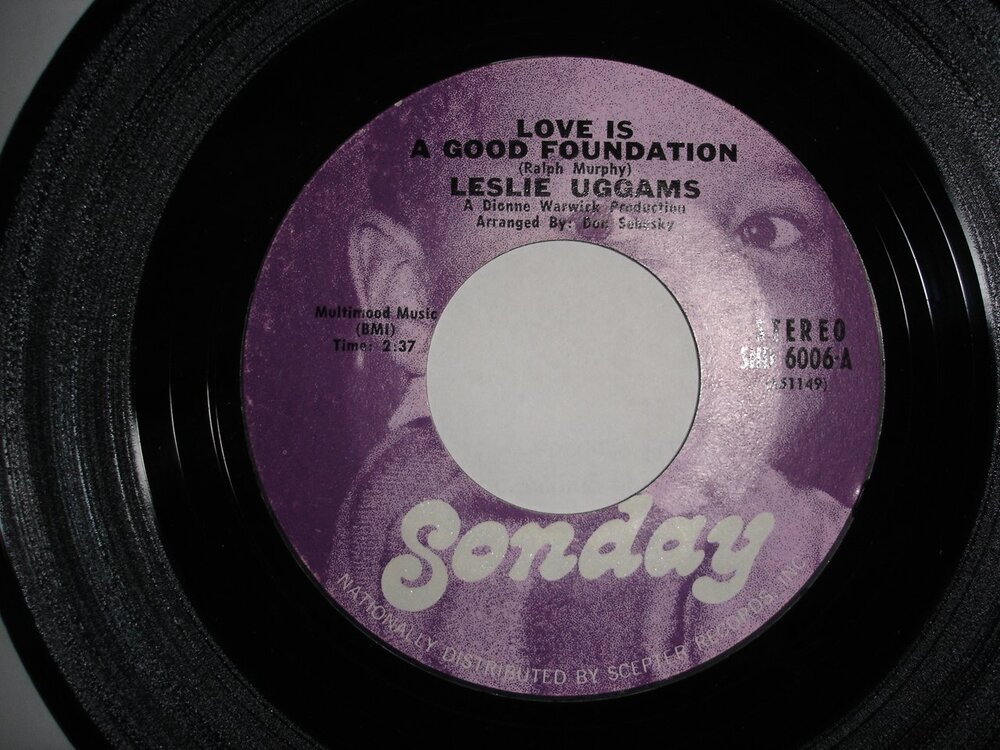 LOVE IS
A GOOD FOUNDATION
(Ralph Murphy)
LESLIE UGGAMS
A Dionne Warwick Production
Arranged By: Don Sebesky
Multimood Music
(BMI)
Time: 2:37
STEREO
6006-A
Sonday
NATIONALLY DISTRIBUTED BY SCEPTER RECORDS, INC.